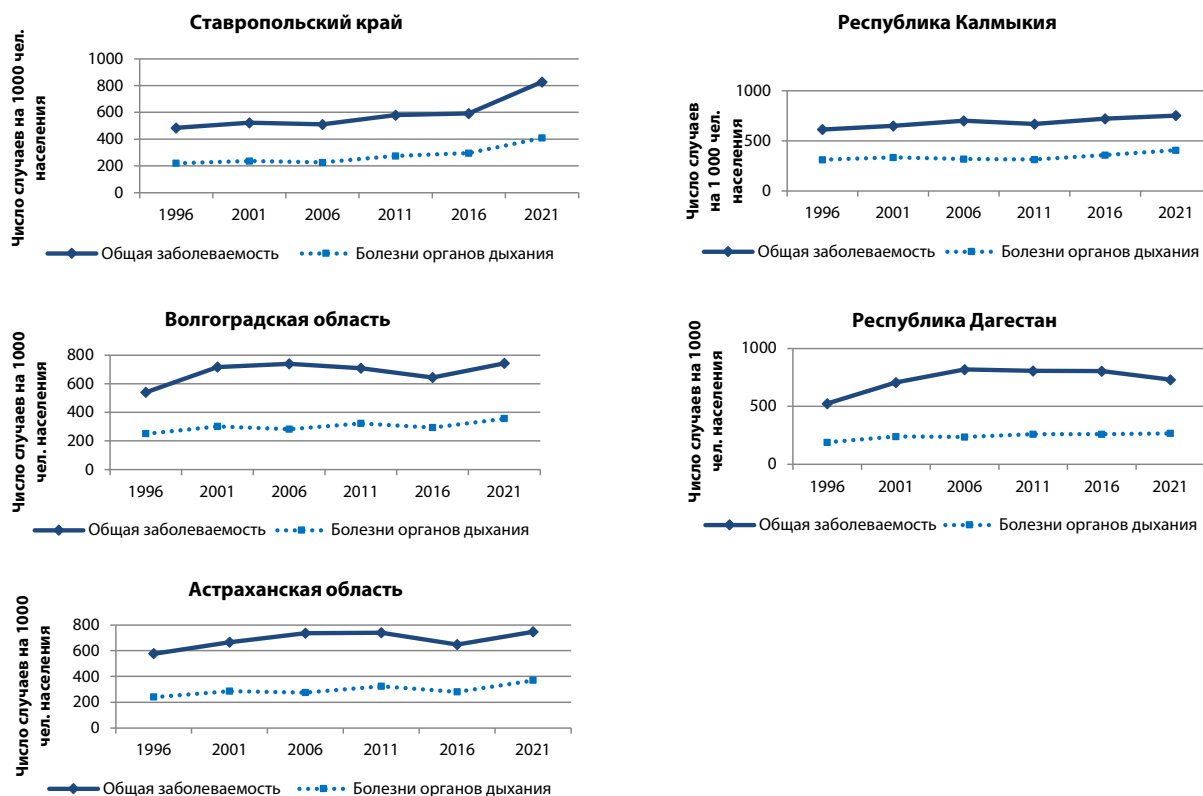 Ставропольский край
Число случаев на 1000 чел.
населения
1000
800
600
400
200
0
1996 2001 2006 2011 2016 2021
Общая заболеваемость Болезни органов дыхания
Республика Калмыкия
Число случаев
на 1 000 чел.
населения
1000
500
0
1996 2001 2006 2011 2016 2021
Общая заболеваемость Болезни органов дыхания
Волгоградская область
Число случаев на 1000
чел. населения
800
600
400
200
0
1996 2001 2006 2011 2016 2021
Общая заболеваемость Болезни органов дыхания
Республика Дагестан
Число случаев на 1000
чел. населения
1000
500
0
1996 2001 2006 2011 2016 2021
Общая заболеваемость Болезни органов дыхания
Астраханская область
Число случаев на 1000
чел. населения
800
600
400
200
0
1996 2001 2006 2011 2016 2021
Общая заболеваемость Болезни органов дыхания